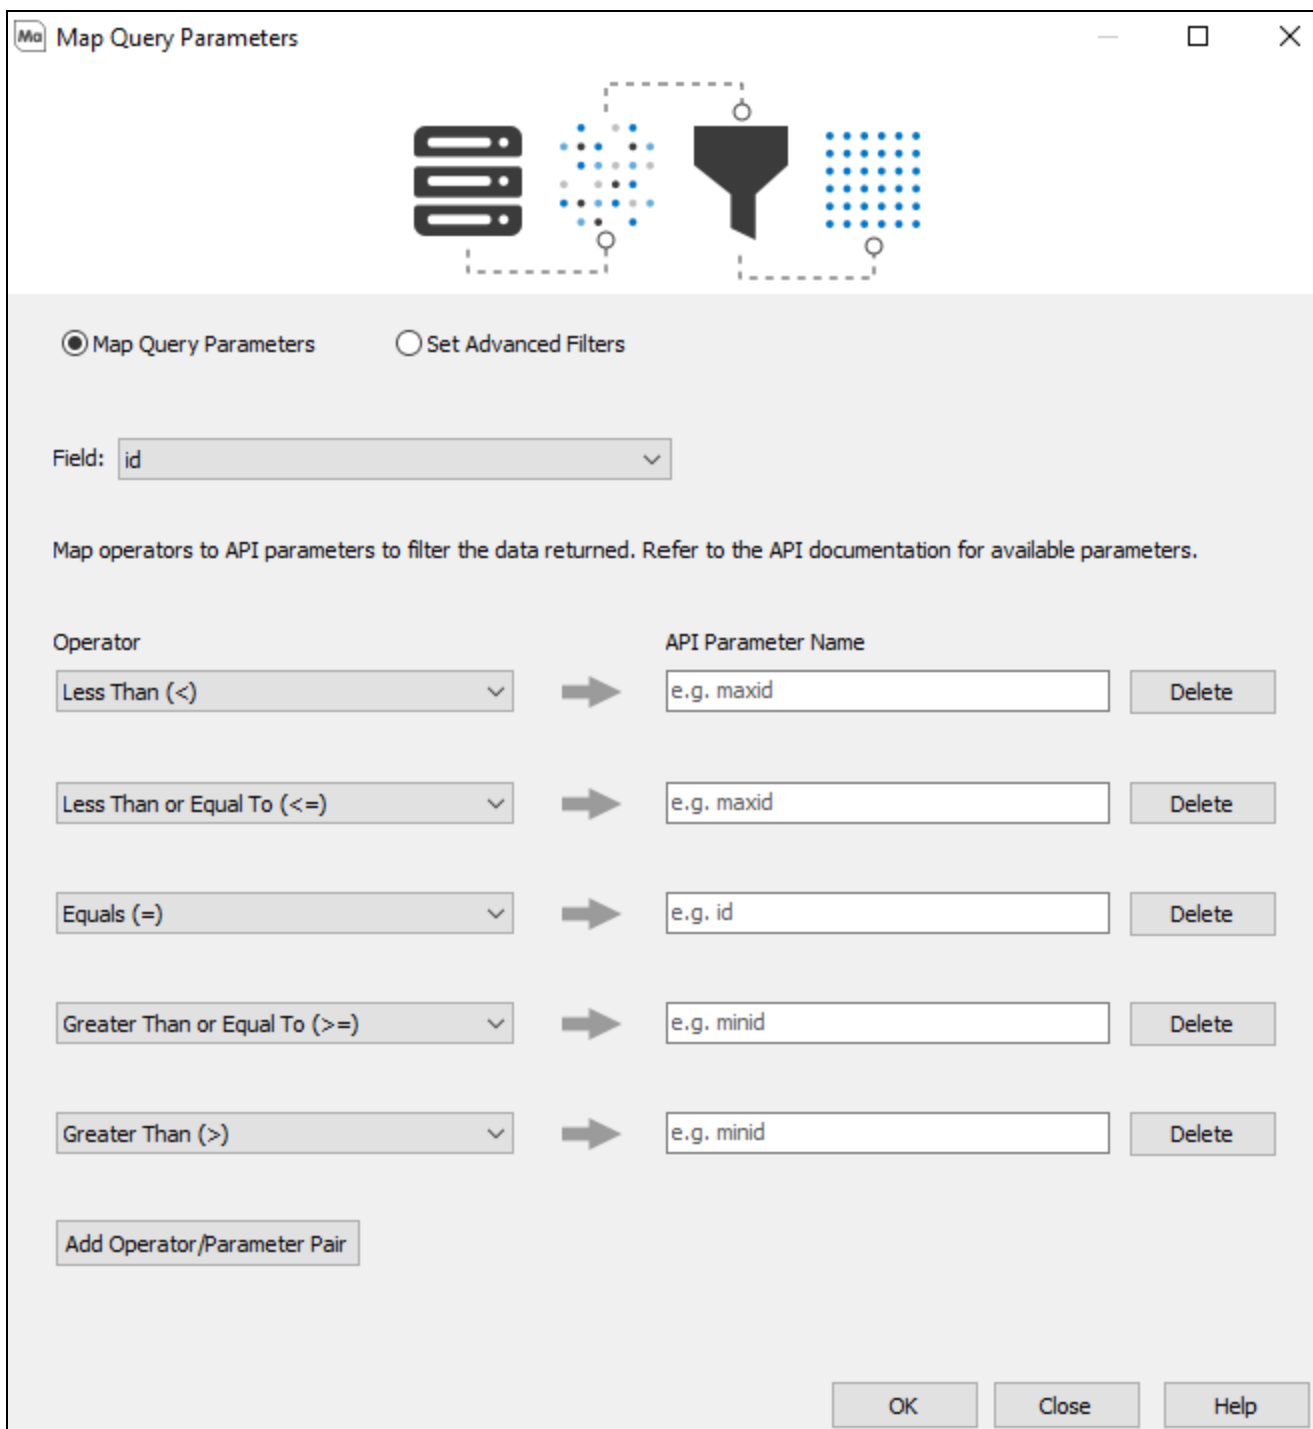 Ma Map Query Parameters
Map Query Parameters Set Advanced Filters
Field: id
Map operators to API parameters to filter the data returned. Refer to the API documentation for available parameters.
Operator API Parameter Name
Less Than (<) e.g. maxid Delete
Less Than or Equal To (<=) e.g. maxid Delete
Equals (=) e.g. id Delete
Greater Than or Equal To (>=) e.g. minid Delete
Greater Than (>) e.g. minid Delete
Add Operator/Parameter Pair
OK Close Help